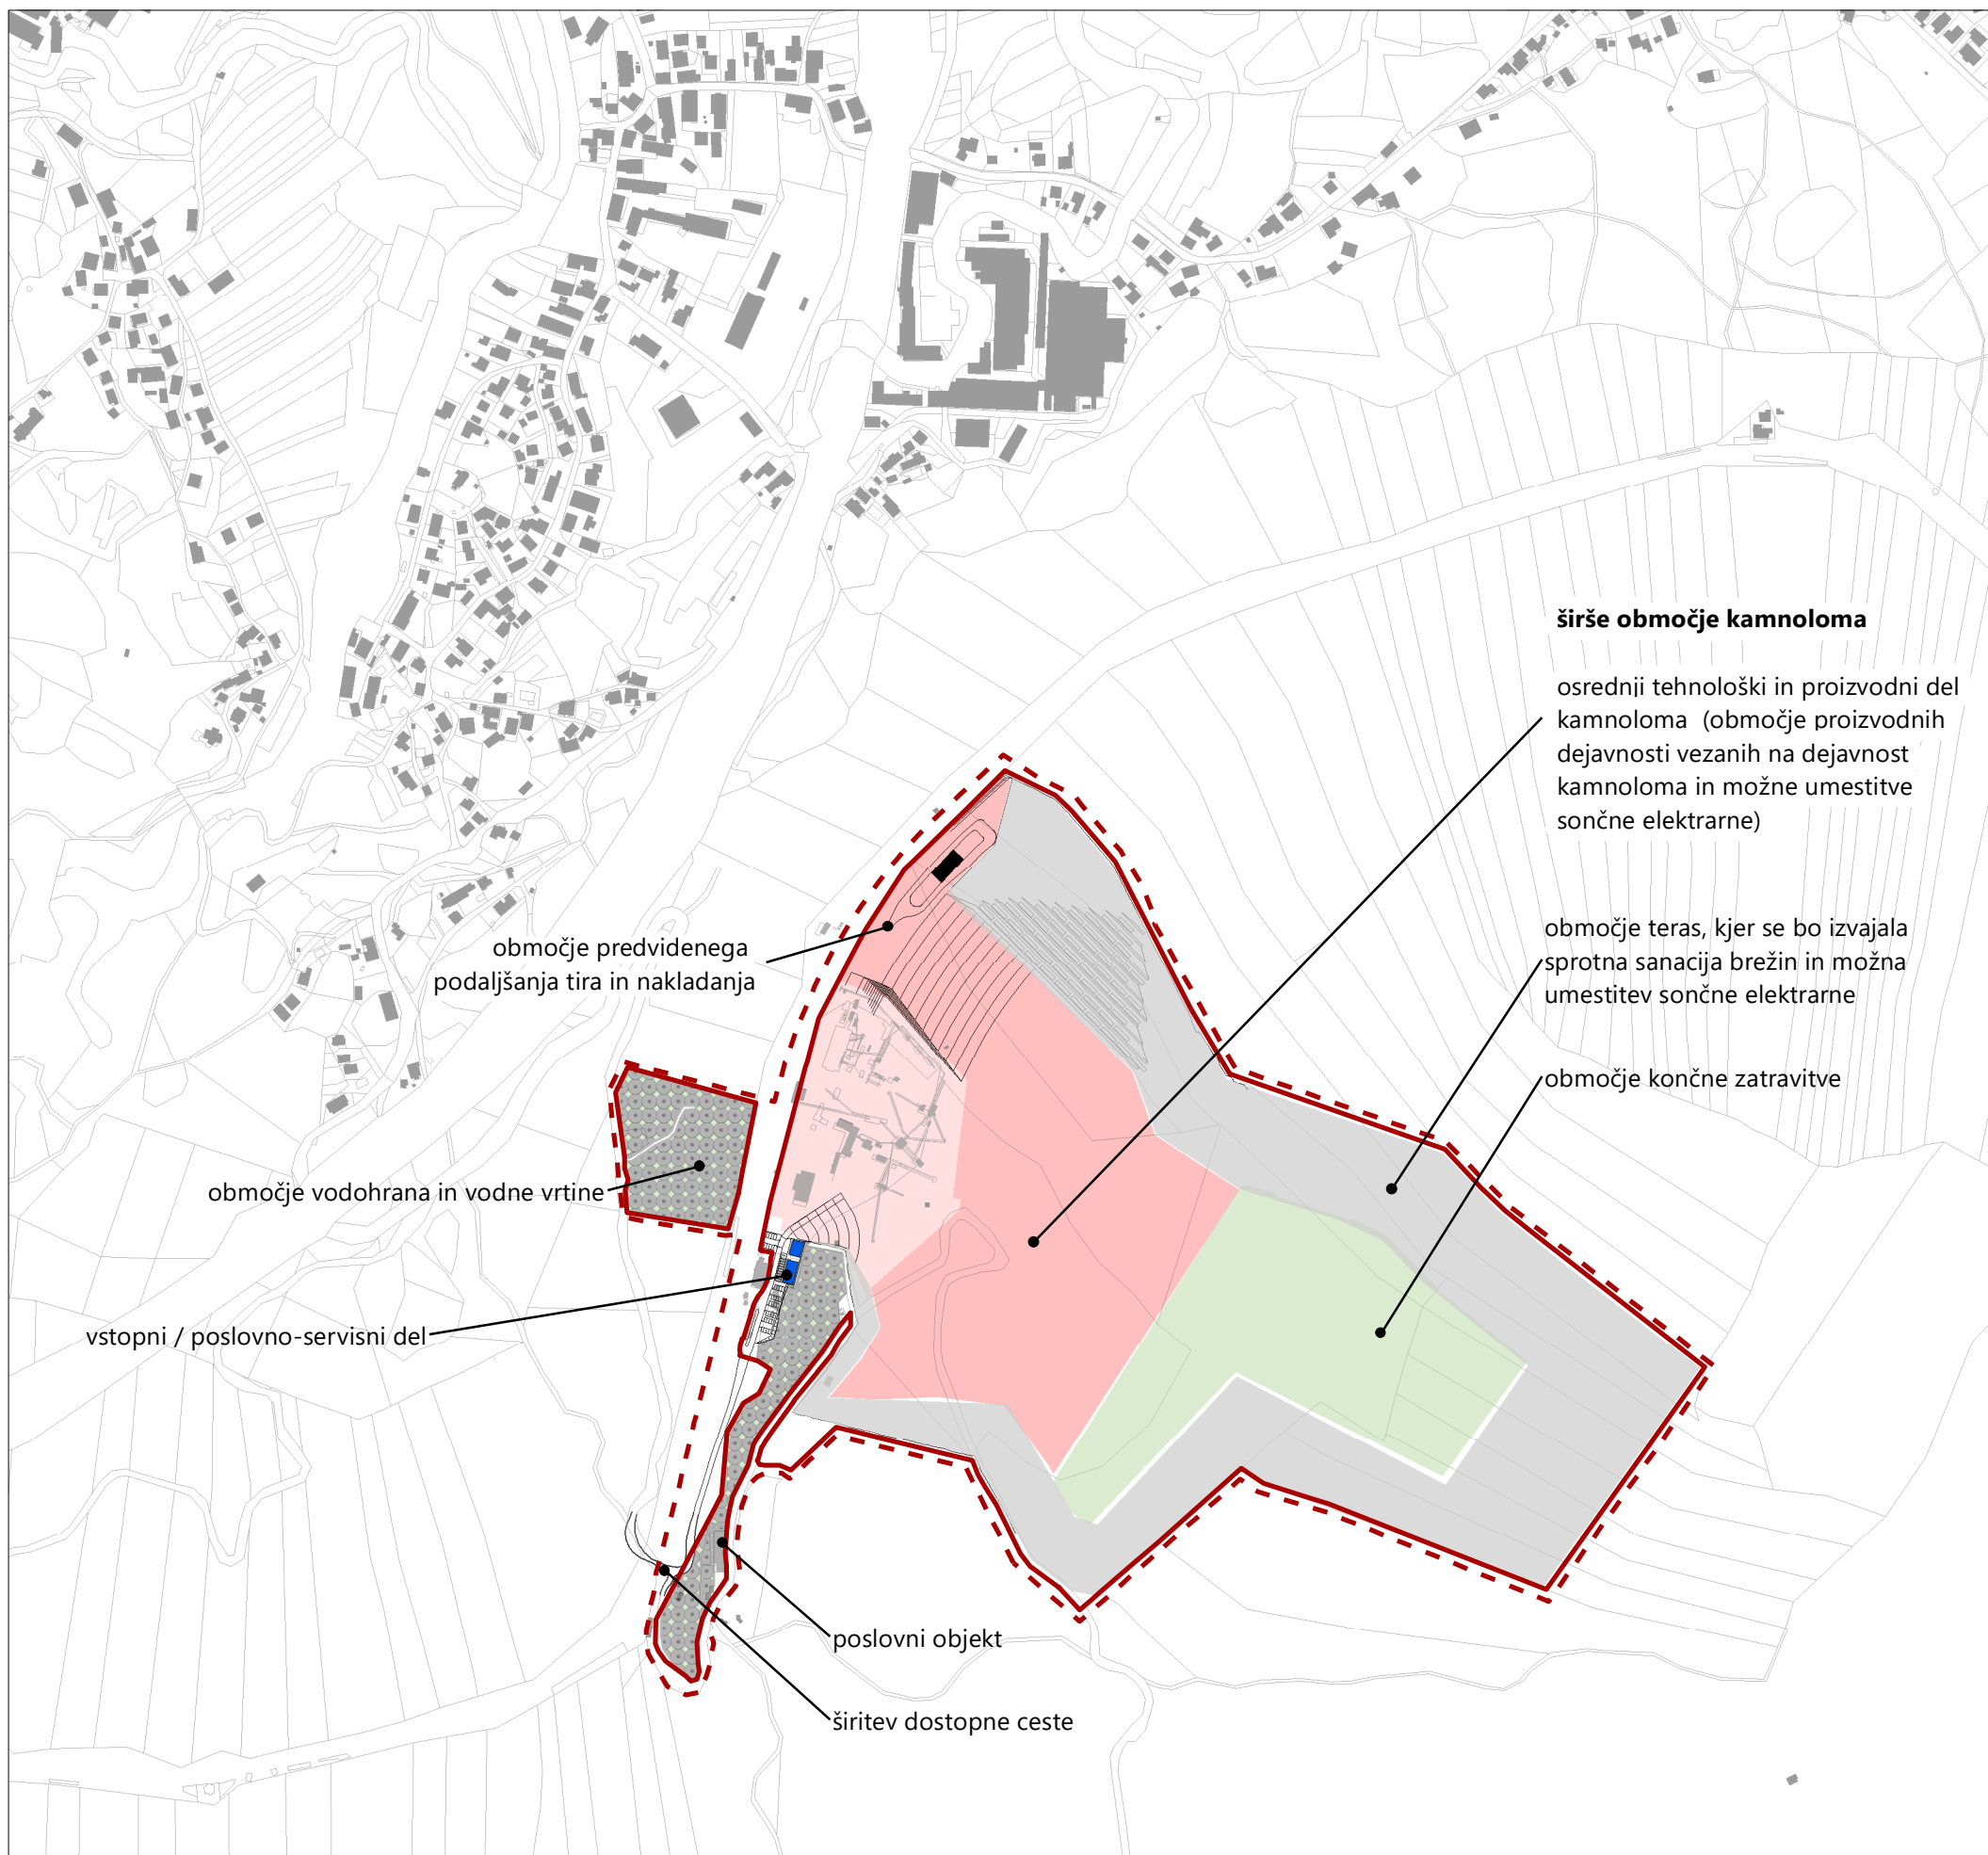 širše območje kamnoloma
osrednji tehnološki in proizvodni del
kamnoloma (območje proizvodnih
dejavnosti vezanih na dejavnost
kamnoloma in možne umestitve
sončne elektrarne)
območje teras, kjer se bo izvajala
sprotna sanacija brežin in možna
umestitev sončne elektrarne
območje končne zatravitve
območje predvidenega
podaljšanja tira in nakladanja
območje vodohrana in vodne vrtine
vstopni / poslovno-servisni del
poslovni objekt
širitev dostopne ceste